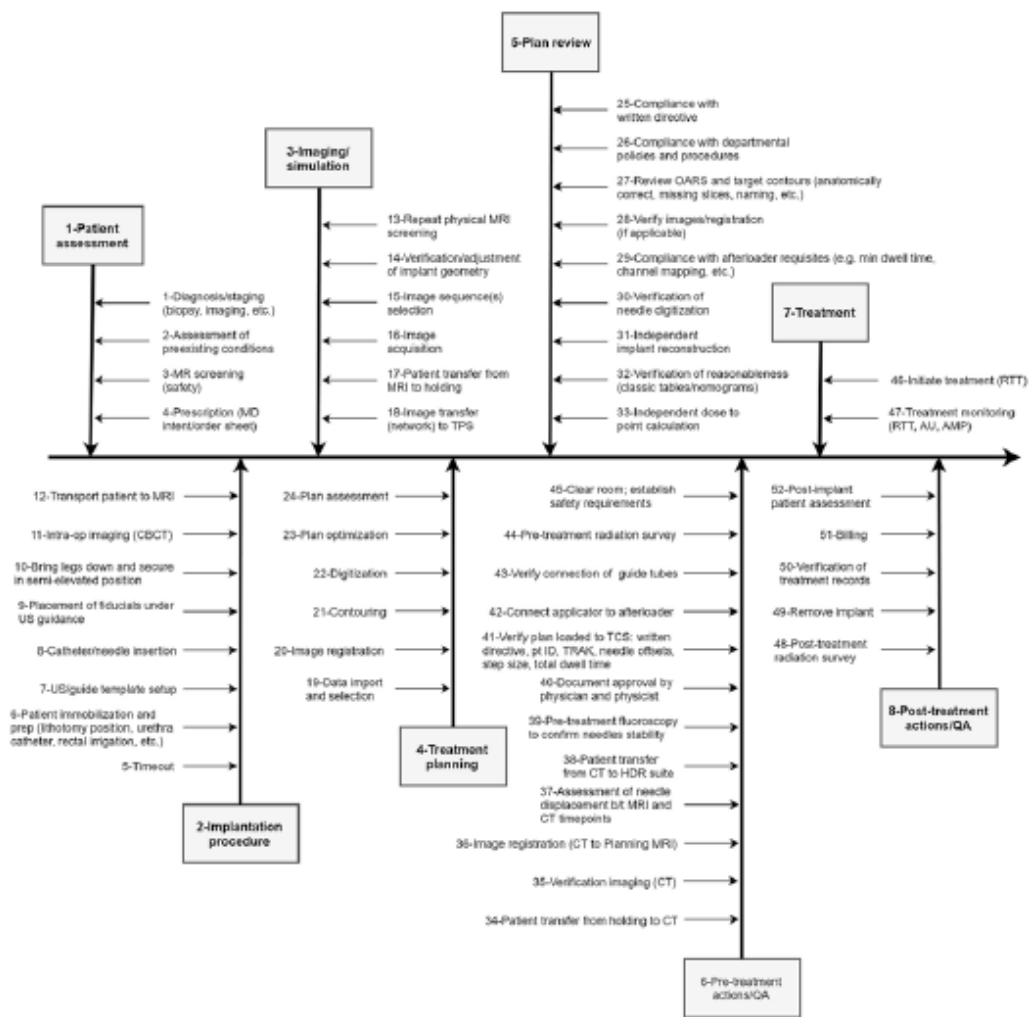 5-Plan review
25-Compliance with
written directive
26-Compliance with departmental
policies and procedures
27-Review OARS and target contours (anatomically
correct, missing slices, naming, etc.)
28-Verify images/registration
(if applicable)
29-Compliance with afterloader requisites (e.g. min dwell time,
channel mapping, etc.)
30-Verification of
needle digitization
31-Independent
implant reconstruction
32-Verification of reasonableness
(classic tables/nomograms)
33-Independent dose to
point calculation
3-Imaging/
simulation
13-Repeat physical MRI
screening
14-Verification/adjustment
of implant geometry
15-Image sequence(s)
selection
16-Image
acquisition
17-Patient transfer from
MRI to holding
18-Image transfer
(network) to TPS
1-Patient
assessment
1-Diagnosis/staging
(biopsy, imaging, etc.)
2-Assessment of
preexisting conditions
3-MR screening
(safety)
4-Prescription (MD
intent/order sheet)
7-Treatment
46-Initiate treatment (RTT)
47-Treatment monitoring
(RTT, AU, AMP)
12-Transport patient to MRI
11-Intra-op imaging (CBCT)
10-Bring legs down and secure
in semi-elevated position
9-Placement of fiducials under
US guidance
8-Catheter/needle insertion
7-US/guide template setup
6-Patient immobilization and
prep (lithotomy position, urethra
catheter, rectal irrigation, etc.)
5-Timeout
2-Implantation
procedure
24-Plan assessment
23-Plan optimization
22-Digitization
21-Contouring
20-Image registration
19-Data import
and selection
4-Treatment
planning
45-Clear room; establish
safety requirements
44-Pre-treatment radiation survey
43-Verify connection of guide tubes
42-Connect applicator to afterloader
41-Verify plan loaded to TCS: written
directive, pt ID, TRAK, needle offsets,
step size, total dwell time
40-Document approval by
physician and physicist
39-Pre-treatment fluoroscopy
to confirm needles stability
38-Patient transfer
from CT to HDR suite
37-Assessment of needle
displacement b/t MRI and
CT timepoints
36-Image registration (CT to Planning MRI)
35-Verification imaging (CT)
34-Patient transfer from holding to CT
6-Pre-treatment
actions/QA
52-Post-implant
patient assessment
51-Billing
50-Verification of
treatment records
49-Remove implant
48-Post-treatment
radiation survey
8-Post-treatment
actions/QA